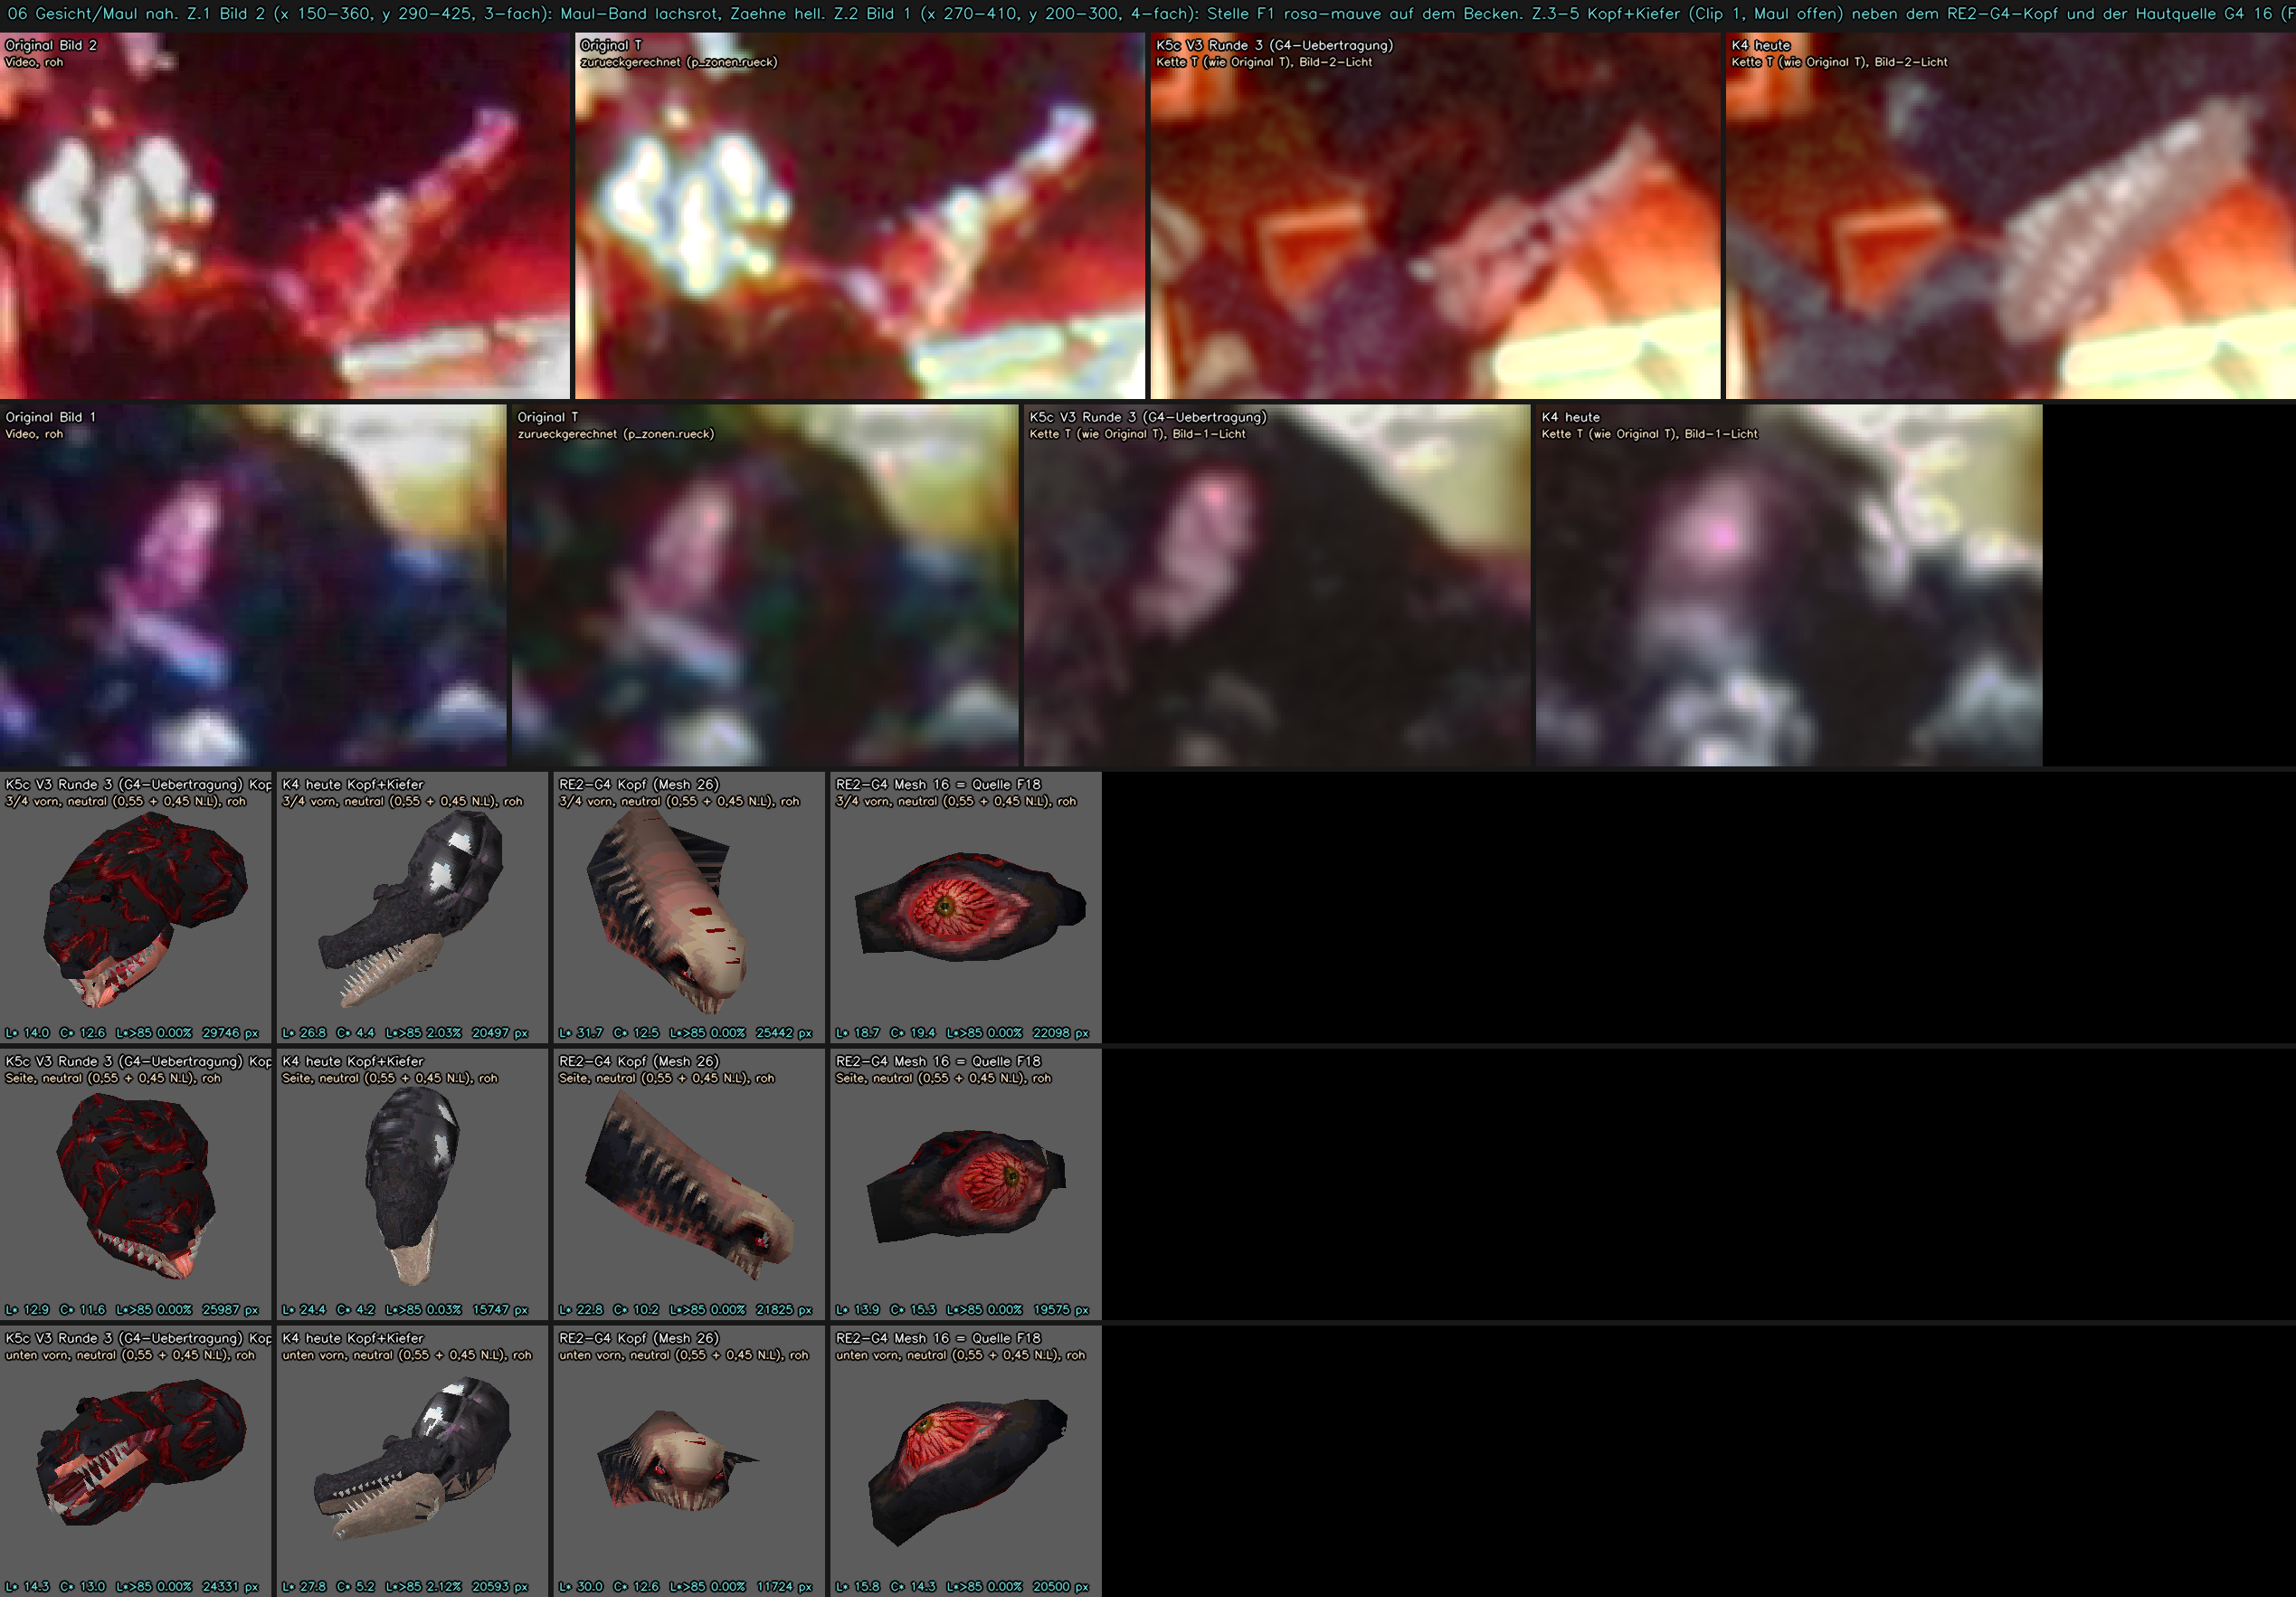 06 Gesicht/Maul nah. Z.1 Bild 2 (x 150-360, y 290-425, 3-fach): Maul-Band lachsrot, Zaehne hell. Z.2 Bild 1 (x 270-410, y 200-300, 4-fach): Stelle F1 rosa-mauve auf dem Becken. Z.3-5 Kopf+Kiefer (Clip 1, Maul offen) neben dem RE2-G4-Kopf und der Hautquelle G4 16 (F
Original Bild 2
Video, roh
Original T
zurueckgerechnet (p_zonen.rueck)
K5c V3 Runde 3 (G4-Uebertragung)
Kette T (wie Original T), Bild-2-Licht
K4 heute
Kette T (wie Original T), Bild-2-Licht
Original Bild 1
Video, roh
Original T
zurueckgerechnet (p_zonen.rueck)
K5c V3 Runde 3 (G4-Uebertragung)
Kette T (wie Original T), Bild-1-Licht
K4 heute
Kette T (wie Original T), Bild-1-Licht
K5c V3 Runde 3 (G4-Uebertragung) Kop
3/4 vorn, neutral (0,55 + 0,45 N.L), roh
L* 14.0 C* 12.6 L*>85 0.00% 29746 px
K4 heute Kopf+Kiefer
3/4 vorn, neutral (0,55 + 0,45 N.L), roh
L* 26.8 C* 4.4 L*>85 2.03% 20497 px
RE2-G4 Kopf (Mesh 26)
3/4 vorn, neutral (0,55 + 0,45 N.L), roh
L* 31.7 C* 12.5 L*>85 0.00% 25442 px
RE2-G4 Mesh 16 = Quelle F18
3/4 vorn, neutral (0,55 + 0,45 N.L), roh
L* 18.7 C* 19.4 L*>85 0.00% 22098 px
K5c V3 Runde 3 (G4-Uebertragung) Kop
Seite, neutral (0,55 + 0,45 N.L), roh
L* 12.9 C* 11.6 L*>85 0.00% 25987 px
K4 heute Kopf+Kiefer
Seite, neutral (0,55 + 0,45 N.L), roh
L* 24.4 C* 4.2 L*>85 0.03% 15747 px
RE2-G4 Kopf (Mesh 26)
Seite, neutral (0,55 + 0,45 N.L), roh
L* 22.8 C* 10.2 L*>85 0.00% 21825 px
RE2-G4 Mesh 16 = Quelle F18
Seite, neutral (0,55 + 0,45 N.L), roh
L* 13.9 C* 15.3 L*>85 0.00% 19575 px
K5c V3 Runde 3 (G4-Uebertragung) Kop
unten vorn, neutral (0,55 + 0,45 N.L), roh
L* 14.3 C* 13.0 L*>85 0.00% 24331 px
K4 heute Kopf+Kiefer
unten vorn, neutral (0,55 + 0,45 N.L), roh
L* 27.8 C* 5.2 L*>85 2.12% 20593 px
RE2-G4 Kopf (Mesh 26)
unten vorn, neutral (0,55 + 0,45 N.L), roh
L* 30.0 C* 12.6 L*>85 0.00% 11724 px
RE2-G4 Mesh 16 = Quelle F18
unten vorn, neutral (0,55 + 0,45 N.L), roh
L* 15.8 C* 14.3 L*>85 0.00% 20500 px